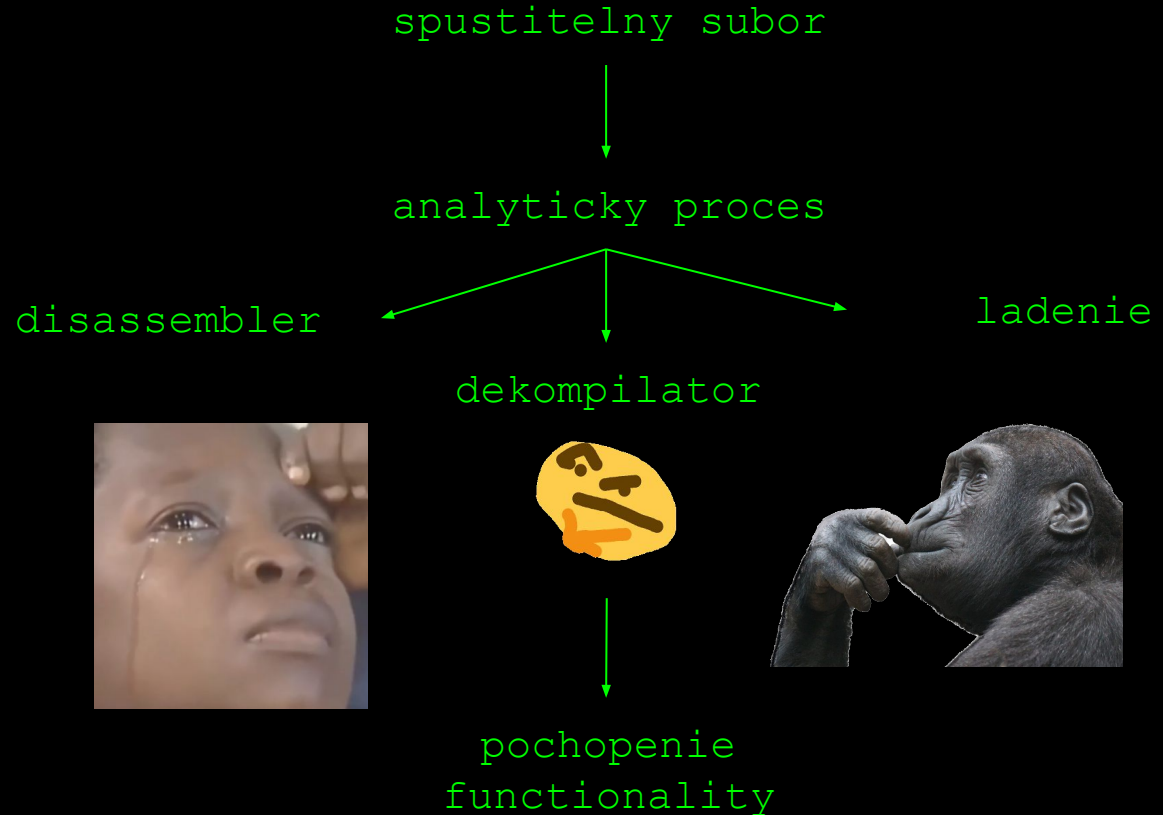 spustitelny subor
analyticky proces
disassembler
ladenie
dekompilator
pochopenie
functionality